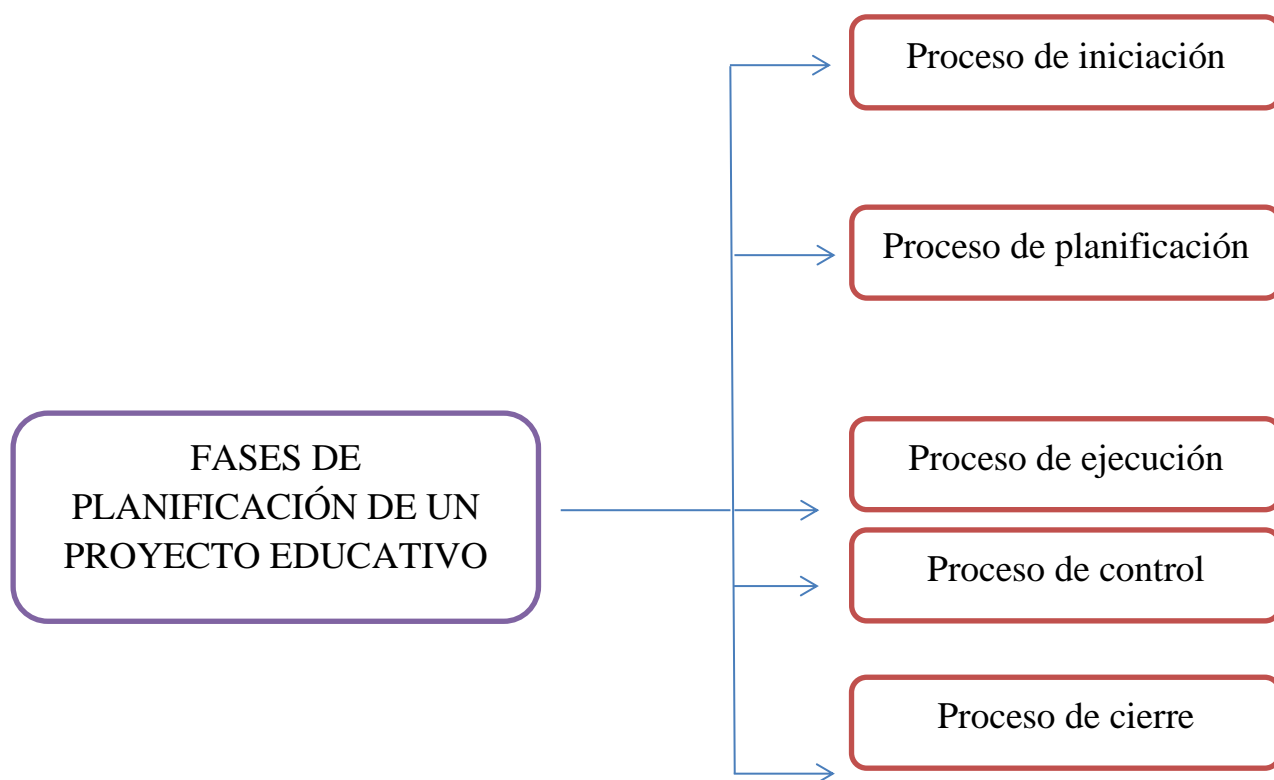 Proceso de iniciación
Proceso de planificación
FASES DE
PLANIFICACIÓN DE UN
PROYECTO EDUCATIVO
Proceso de ejecución
Proceso de control
Proceso de cierre